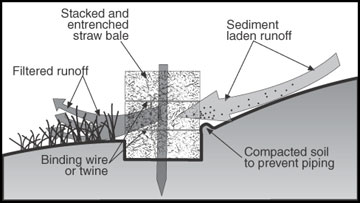 Stacked and
entrenched
straw bale
Sediment
laden runoff
Filtered runoff
Binding wire
or twine
Compacted soil
to prevent piping